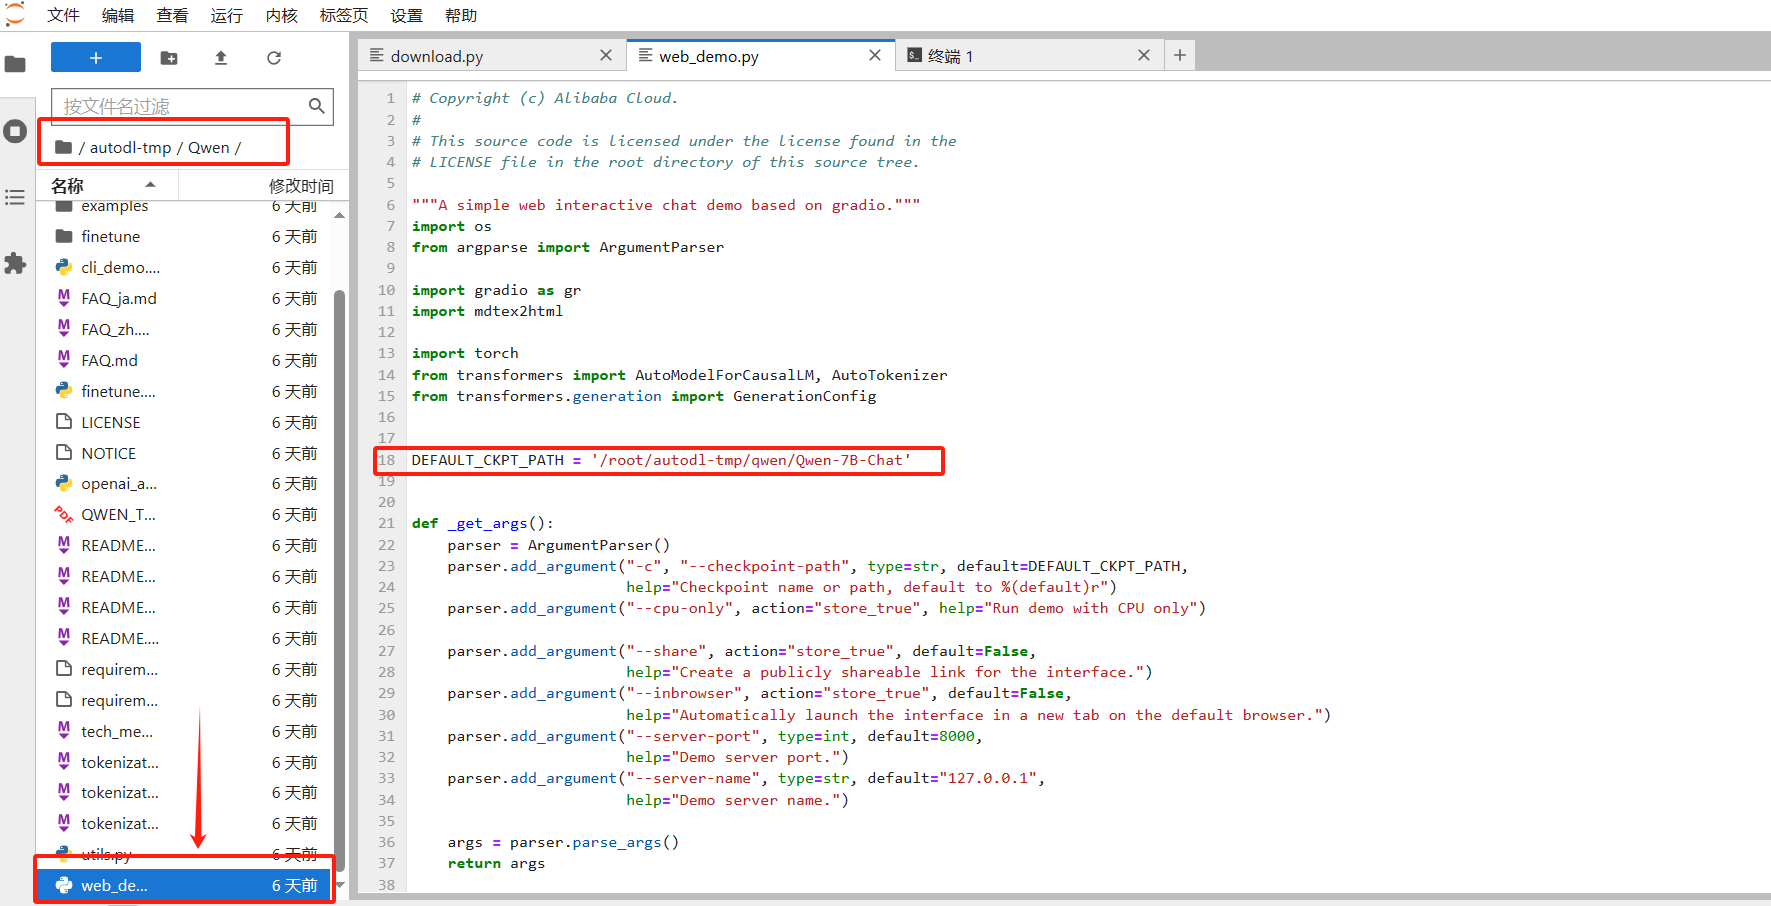 文件 编辑 查看 运行 内核 标签页 设置 帮助
download.py
web_demo.py
终端 1
按文件名过滤
/ autodl-tmp / Qwen /
名称 修改时间
examples 6 天前
finetune 6 天前
cli_demo.... 6 天前
FAQ_ja.md 6 天前
FAQ_zh.... 6 天前
FAQ.md 6 天前
finetune.... 6 天前
LICENSE 6 天前
NOTICE 6 天前
openai_a... 6 天前
QWEN_T... 6 天前
README... 6 天前
README... 6 天前
README... 6 天前
README.... 6 天前
requirem... 6 天前
requirem... 6 天前
tech_me... 6 天前
tokenizat... 6 天前
tokenizat... 6 天前
tokenizat... 6 天前
utils.py 6 天前
web_de... 6 天前
1 # Copyright (c) Alibaba Cloud.
2 #
3 # This source code is licensed under the license found in the
4 # LICENSE file in the root directory of this source tree.
5
6 """A simple web interactive chat demo based on gradio."""
7 import os
8 from argparse import ArgumentParser
9
10 import gradio as gr
11 import mdtex2html
12
13 import torch
14 from transformers import AutoModelForCausalLM, AutoTokenizer
15 from transformers.generation import GenerationConfig
16
17
18 DEFAULT_CKPT_PATH = '/root/autodl-tmp/qwen/Qwen-7B-Chat'
19
20
21 def _get_args():
22     parser = ArgumentParser()
23     parser.add_argument("-c", "--checkpoint-path", type=str, default=DEFAULT_CKPT_PATH,
24                         help="Checkpoint name or path, default to %(default)r")
25     parser.add_argument("--cpu-only", action="store_true", help="Run demo with CPU only")
26
27     parser.add_argument("--share", action="store_true", default=False,
28                         help="Create a publicly shareable link for the interface.")
29     parser.add_argument("--inbrowser", action="store_true", default=False,
30                         help="Automatically launch the interface in a new tab on the default browser.")
31     parser.add_argument("--server-port", type=int, default=8000,
32                         help="Demo server port.")
33     parser.add_argument("--server-name", type=str, default="127.0.0.1",
34                         help="Demo server name.")
35
36     args = parser.parse_args()
37     return args
38